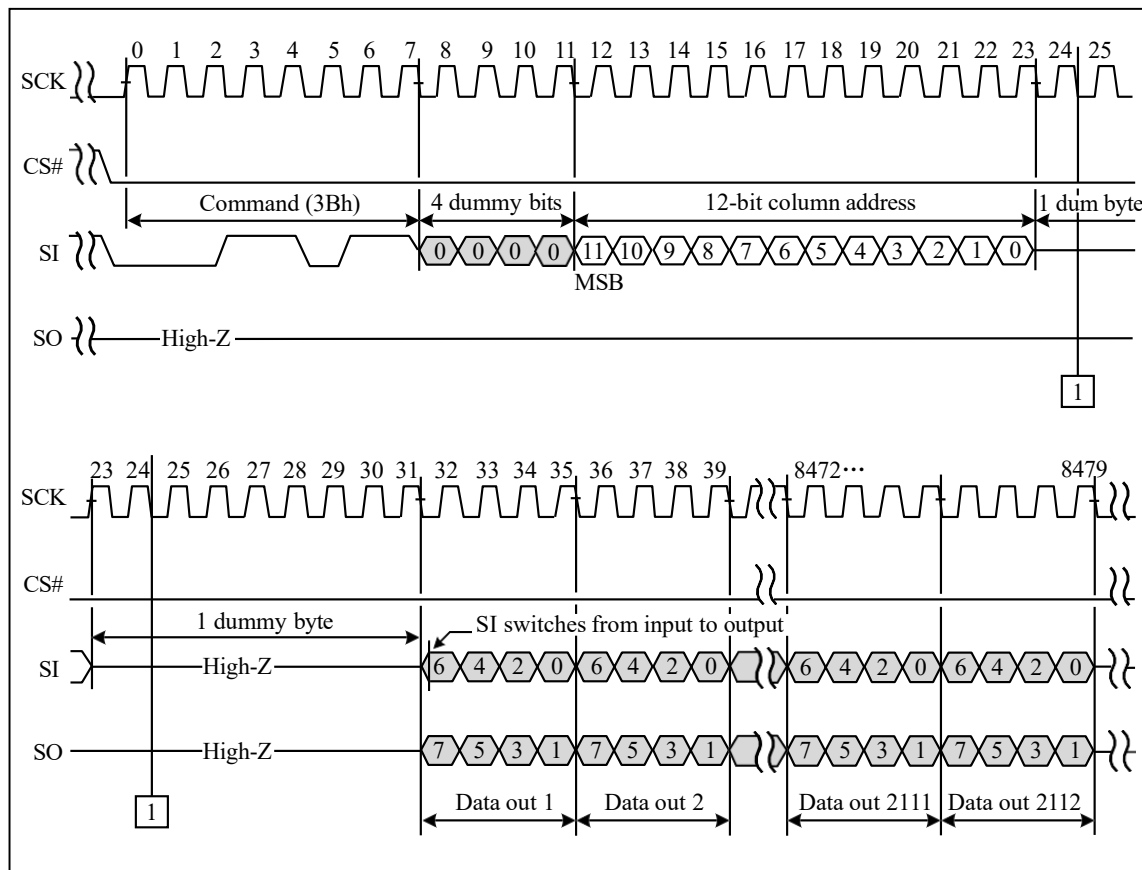 0 1 2 3 4 5 6 7 8 9 10 11 12 13 14 15 16 17 18 19 20 21 22 23 24 25
SCK
CS#
Command (3Bh) 4 dummy bits 12-bit column address 1 dum byte
SI 0 0 0 0 11 10 9 8 7 6 5 4 3 2 1 0
MSB
SO High-Z
1
23 24 25 26 27 28 29 30 31 32 33 34 35 36 37 38 39 8472... 8479
SCK
CS#
1 dummy byte SI switches from input to output
SI High-Z 6 4 2 0 6 4 2 0 6 4 2 0 6 4 2 0
SO High-Z 7 5 3 1 7 5 3 1 7 5 3 1 7 5 3 1
1 Data out 1 Data out 2 Data out 2111 Data out 2112